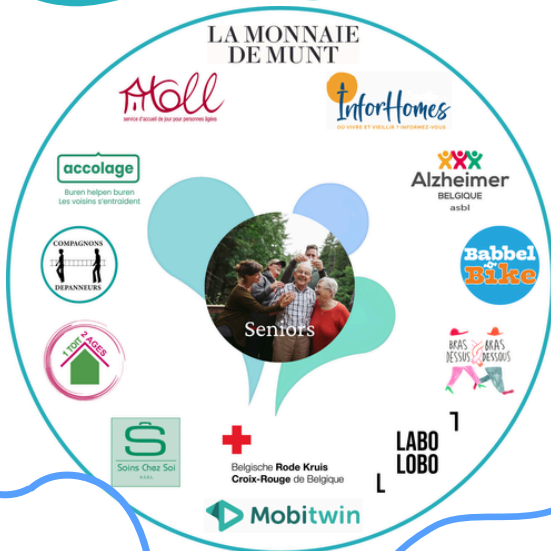 LA MONNAIE
DE MUNT
Atoll
service d'accueil de jour pour personnes âgées
InforHomes
OÙ VIVRE ET VIEILLIR ? INFORMEZ-VOUS
accolage
Buren helpen buren
Les voisins s'entraident
Alzheimer
BELGIQUE
asbl
COMPAGNONS
DEPANNEURS
Babbel
&
Bike
Seniors
1 TOIT 2 AGES
BRAS BRAS
DESSUS DESSOUS
S
Soins Chez Soi
ASBL
Belgische Rode Kruis
Croix-Rouge de Belgique
LABO
LOBO
Mobitwin